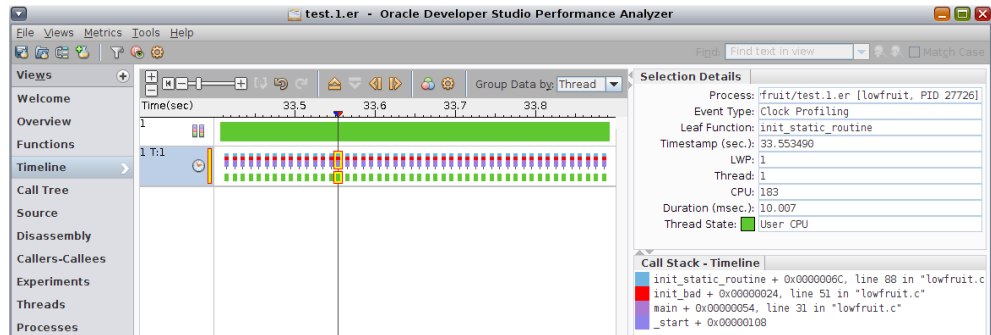 test.1.er - Oracle Developer Studio Performance Analyzer
File Views Metrics Tools Help
Find: Find text in view Match Case
Views
Welcome
Overview
Functions
Timeline
Call Tree
Source
Disassembly
Callers-Callees
Experiments
Threads
Processes
Group Data by: Thread
Time(sec) 33.5 33.6 33.7 33.8
1
1 T:1
Selection Details
Process: fruit/test.1.er [lowfruit, PID 27726]
Event Type: Clock Profiling
Leaf Function: init_static_routine
Timestamp (sec.): 33.553490
LWP: 1
Thread: 1
CPU: 183
Duration (msec.): 10.007
Thread State: User CPU
Call Stack - Timeline
init_static_routine + 0x0000006C, line 88 in "lowfruit.c
init_bad + 0x00000024, line 51 in "lowfruit.c"
main + 0x00000054, line 31 in "lowfruit.c"
_start + 0x00000108